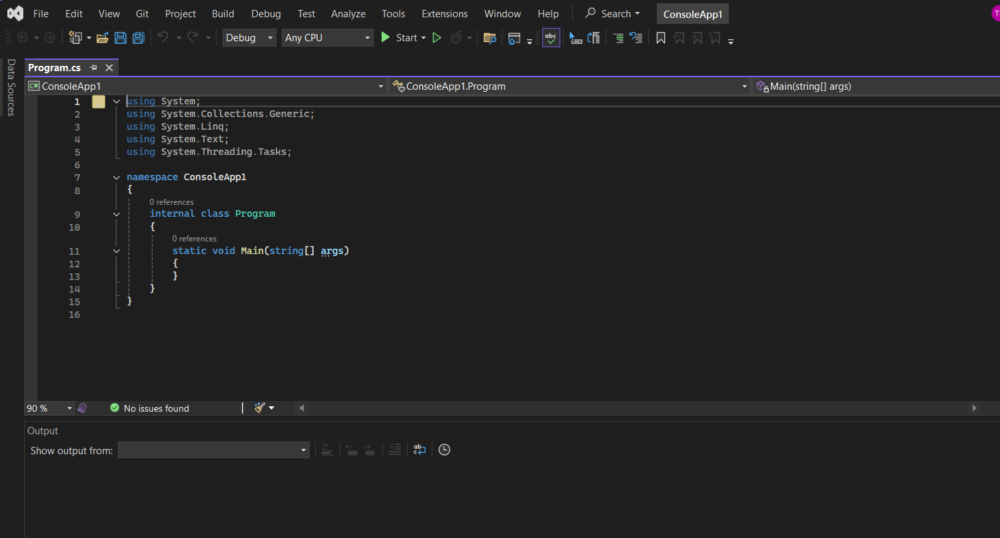 File Edit View Git Project Build Debug Test Analyze Tools Extensions Window Help Search ConsoleApp1
Debug Any CPU Start abc
Data Sources
Program.cs
C# ConsoleApp1 ConsoleApp1.Program Main(string[] args)
1 using System;
2 using System.Collections.Generic;
3 using System.Linq;
4 using System.Text;
5 using System.Threading.Tasks;
6
7 namespace ConsoleApp1
8 {
0 references
9 internal class Program
10 {
0 references
11 static void Main(string[] args)
12 {
13 }
14 }
15 }
16
90 % No issues found
Output
Show output from: